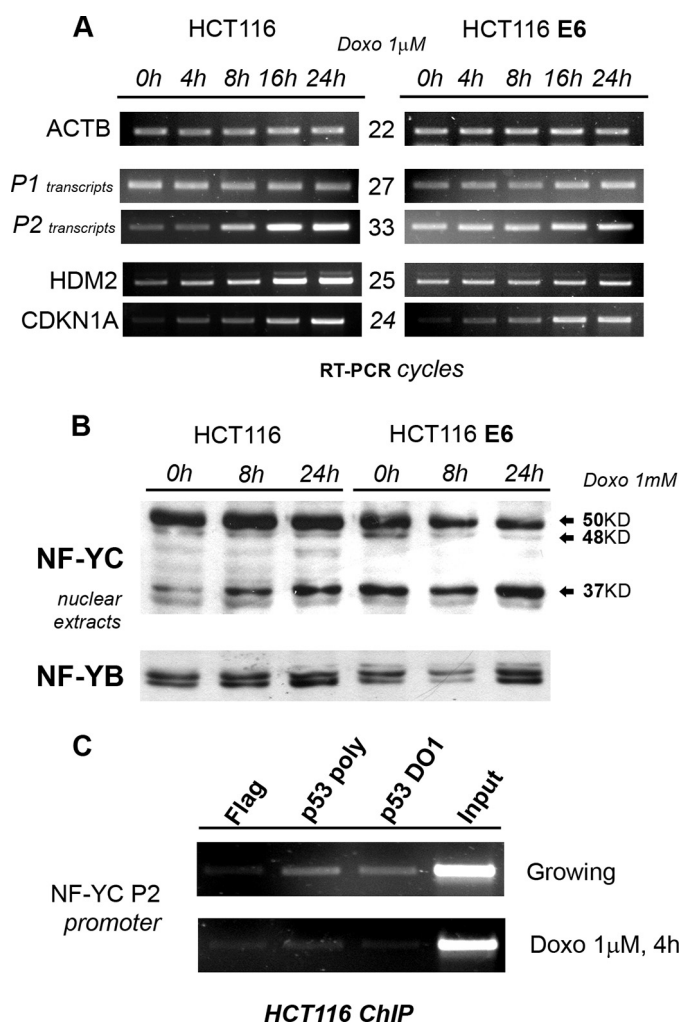 A
HCT116
Doxo 1μM
HCT116 E6
0h 4h 8h 16h 24h
0h 4h 8h 16h 24h
ACTB
22
P1 transcripts
27
P2 transcripts
33
HDM2
25
CDKN1A
24
RT-PCR cycles
B
HCT116
HCT116 E6
0h 8h 24h
0h 8h 24h
Doxo 1mM
50KD
48KD
NF-YC
nuclear
extracts
37KD
NF-YB
C
Flag
p53 poly
p53 DO1
Input
NF-YC P2
promoter
Growing
Doxo 1μM, 4h
HCT116 ChIP